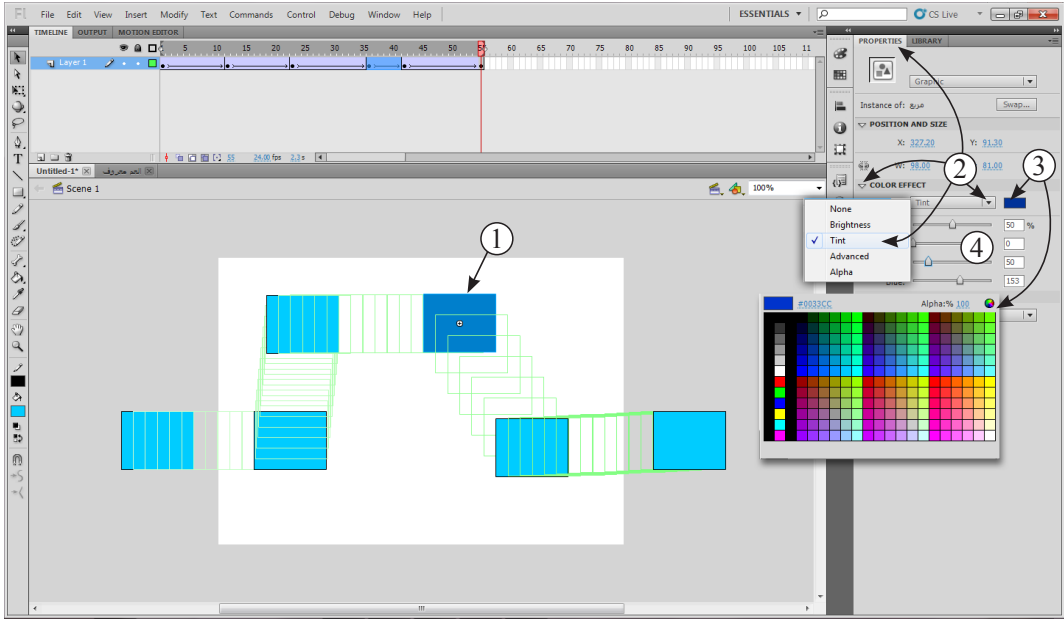 Fl File Edit View Insert Modify Text Commands Control Debug Window Help ESSENTIALS CS Live
TIMELINE OUTPUT MOTION EDITOR
5 10 15 20 25 30 35 40 45 50 55 60 65 70 75 80 85 90 95 100 105 11
Layer 1
55 24.00 fps 2.3 s
Untitled-1*
Scene 1 100%
PROPERTIES LIBRARY
Graphic
Instance of: مربع Swap...
POSITION AND SIZE
X: 327.20 Y: 91.30
W: 98.00 81.00
COLOR EFFECT
Tint
50 %
0
50
Blue: 153
None
Brightness
✓ Tint
Advanced
Alpha
#0033CC Alpha:% 100
1
2
3
4